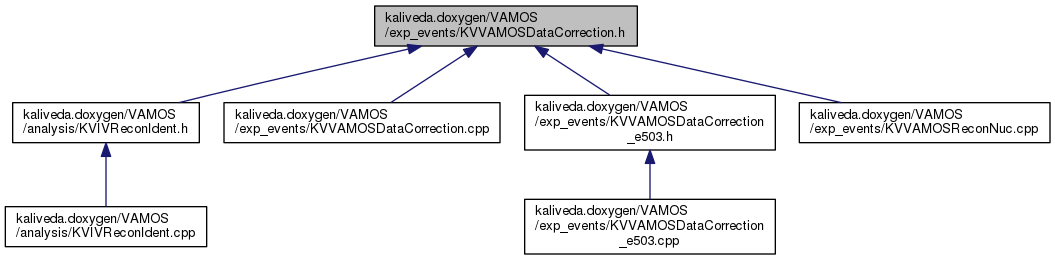 kaliveda.doxygen/VAMOS
/exp_events/KVVAMOSDataCorrection.h
kaliveda.doxygen/VAMOS
/analysis/KVIVReconIdent.h
kaliveda.doxygen/VAMOS
/exp_events/KVVAMOSDataCorrection.cpp
kaliveda.doxygen/VAMOS
/exp_events/KVVAMOSDataCorrection
_e503.h
kaliveda.doxygen/VAMOS
/exp_events/KVVAMOSReconNuc.cpp
kaliveda.doxygen/VAMOS
/analysis/KVIVReconIdent.cpp
kaliveda.doxygen/VAMOS
/exp_events/KVVAMOSDataCorrection
_e503.cpp